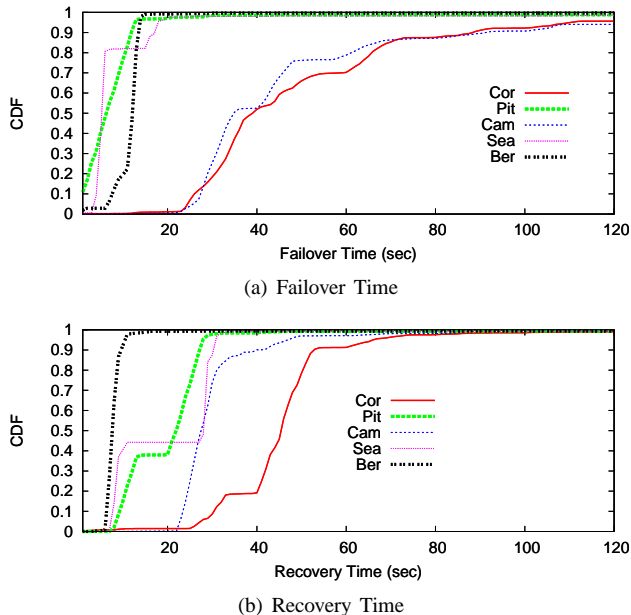 1
0.9
0.8
0.7
0.6
0.5
0.4
0.3
0.2
0.1
0
CDF
Cor
Pit
Cam
Sea
Ber
20 40 60 80 100 120
Failover Time (sec)
(a) Failover Time
1
0.9
0.8
0.7
0.6
0.5
0.4
0.3
0.2
0.1
0
CDF
Cor
Pit
Cam
Sea
Ber
20 40 60 80 100 120
Recovery Time (sec)
(b) Recovery Time